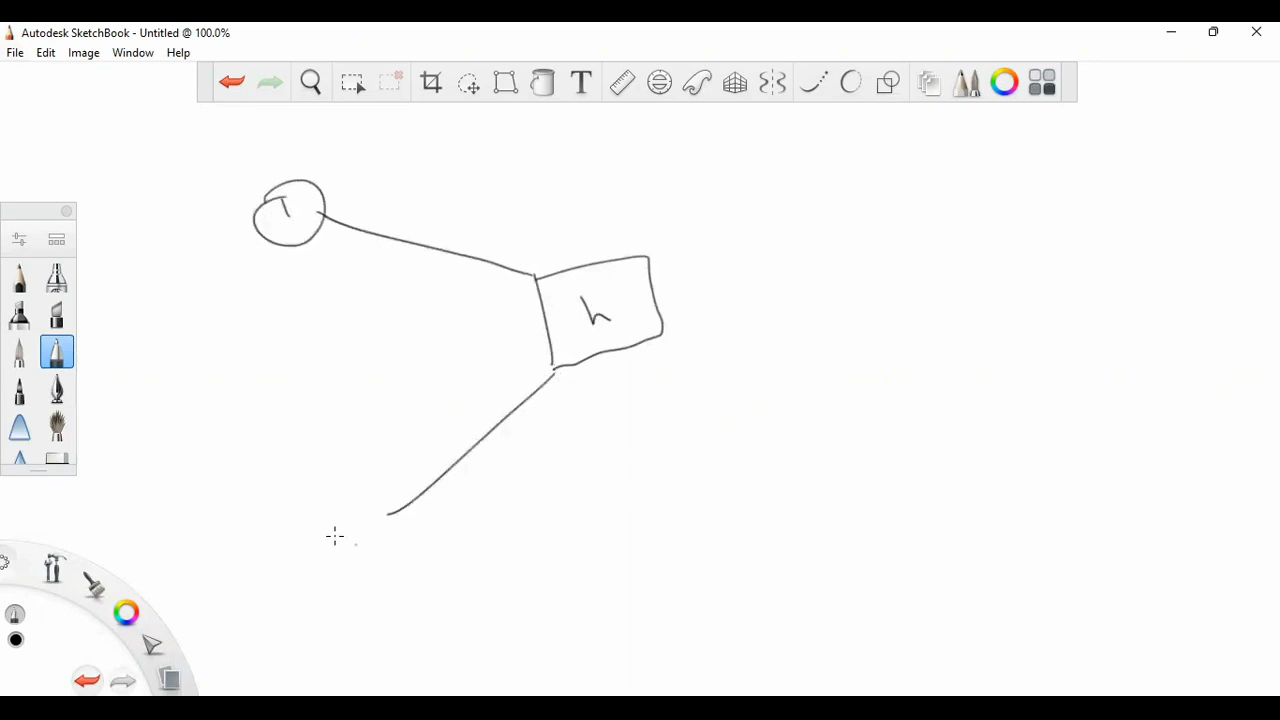 Autodesk SketchBook - Untitled @ 100.0%
File Edit Image Window Help
T
T
h